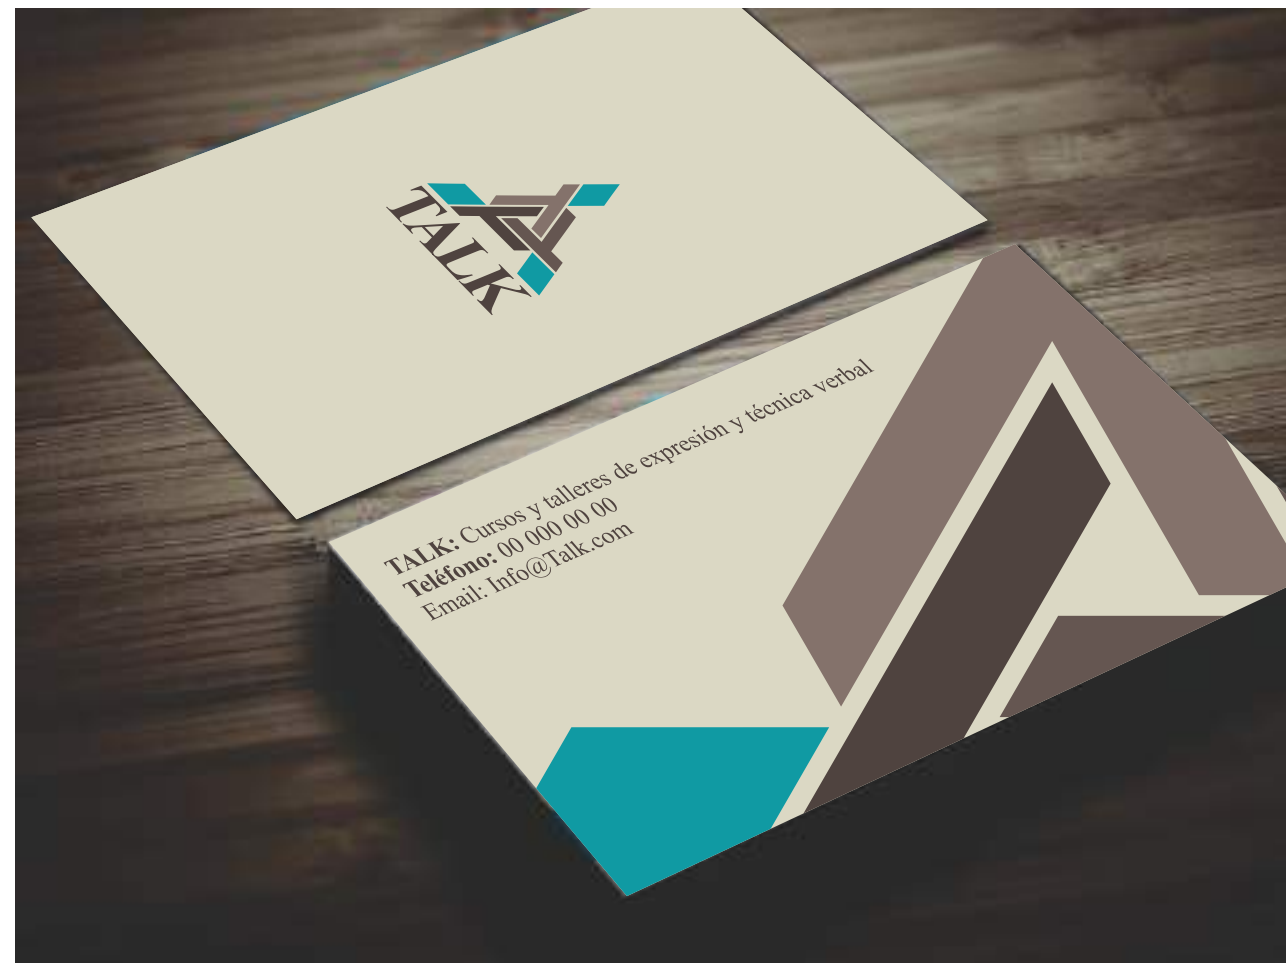 TALK
TALK: Cursos y talleres de expresión y técnica verbal
Teléfono: 00 000 00 00
Email: Info@Talk.com